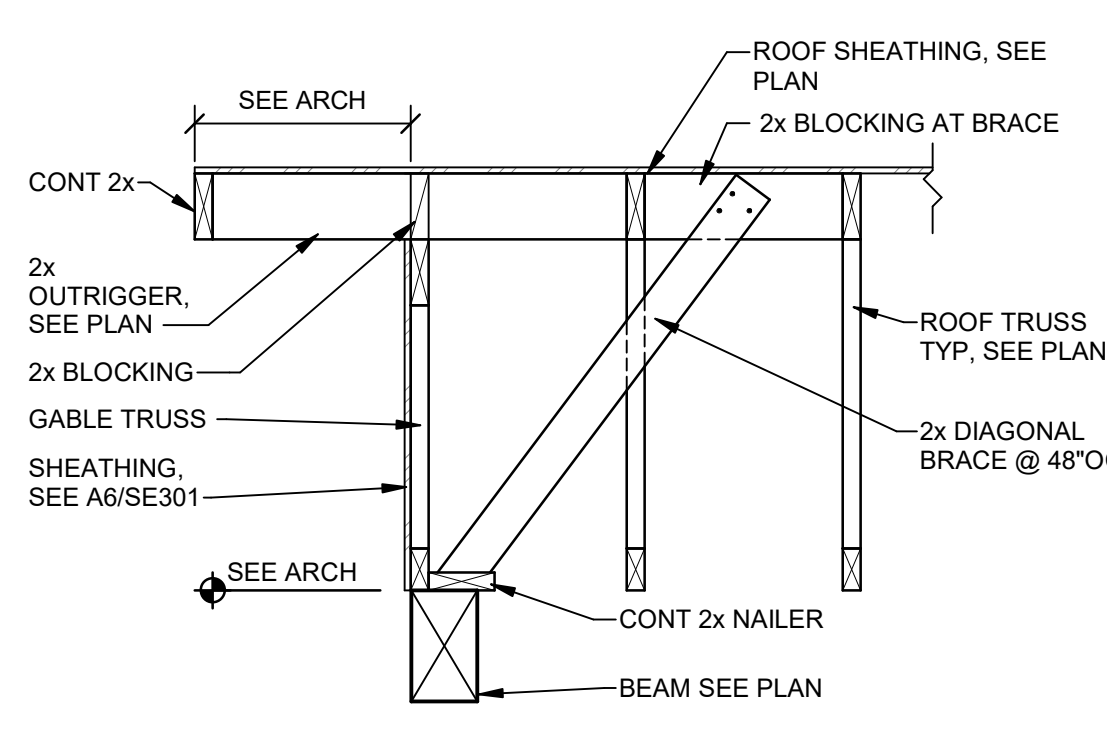 ROOF SHEATHING, SEE
PLAN
SEE ARCH
2x BLOCKING AT BRACE
CONT 2x
2x
OUTRIGGER,
SEE PLAN
ROOF TRUSS
TYP, SEE PLAN
2x BLOCKING
GABLE TRUSS
2x DIAGONAL
BRACE @ 48"OC
SHEATHING,
SEE A6/SE301
SEE ARCH
CONT 2x NAILER
BEAM SEE PLAN